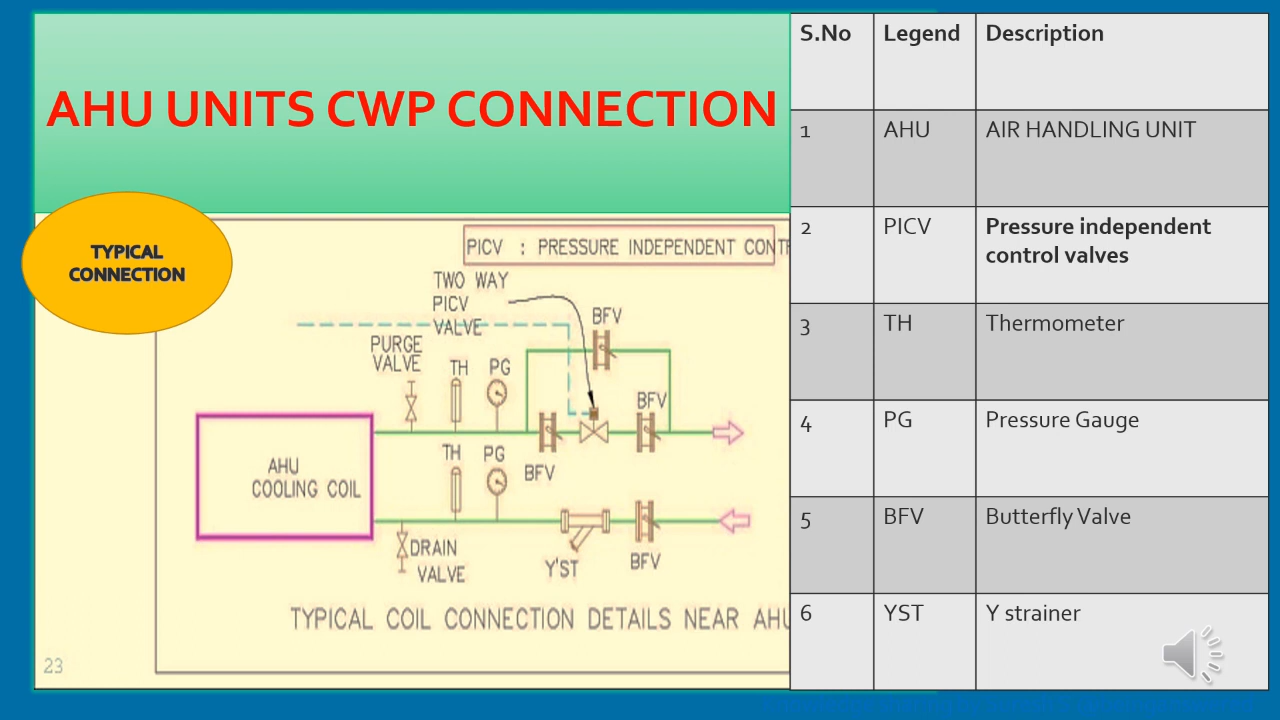 AHU UNITS CWP CONNECTION
TYPICAL
CONNECTION
PICV : PRESSURE INDEPENDENT CONT
TWO WAY
PICV
VALVE
BFV
PURGE
VALVE
TH
PG
BFV
TH
PG
BFV
AHU
COOLING COIL
DRAIN
VALVE
Y'ST
BFV
TYPICAL COIL CONNECTION DETAILS NEAR AHU
23
S.No Legend Description
1 AHU AIR HANDLING UNIT
2 PICV Pressure independent
control valves
3 TH Thermometer
4 PG Pressure Gauge
5 BFV Butterfly Valve
6 YST Y strainer